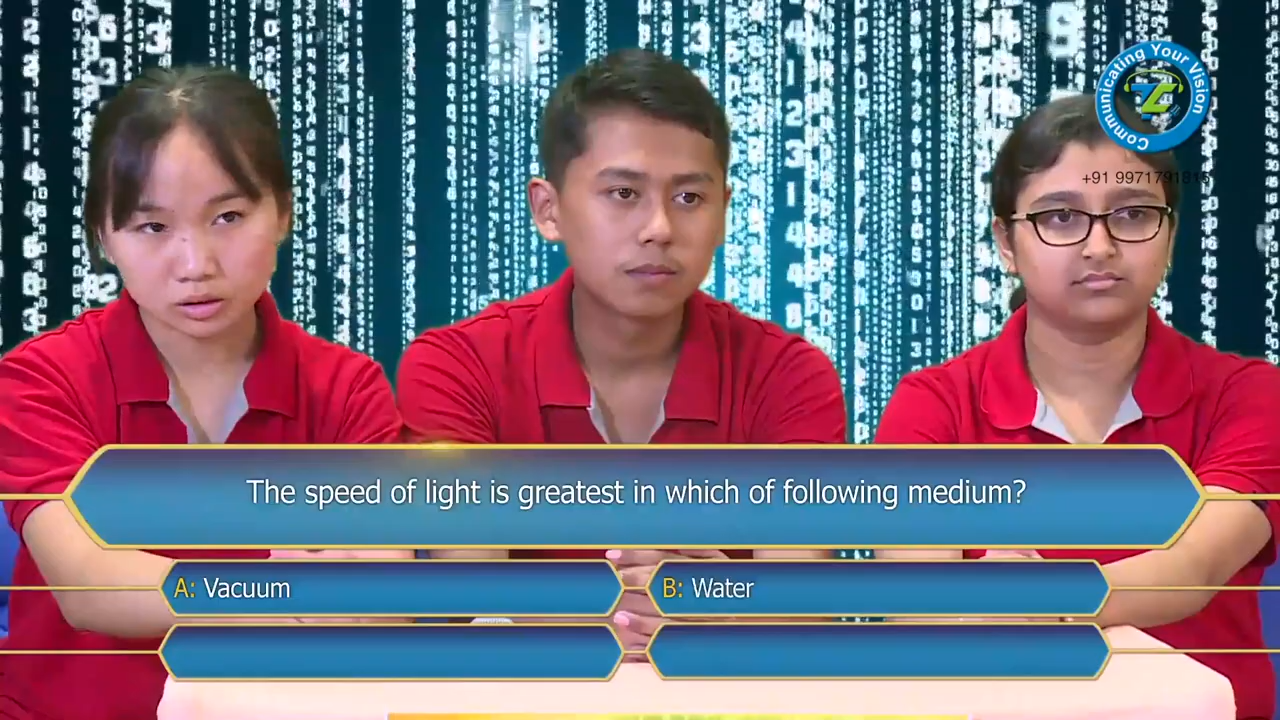 Communicating Your Vision
+91 9971791815
The speed of light is greatest in which of following medium?
A: Vacuum
B: Water